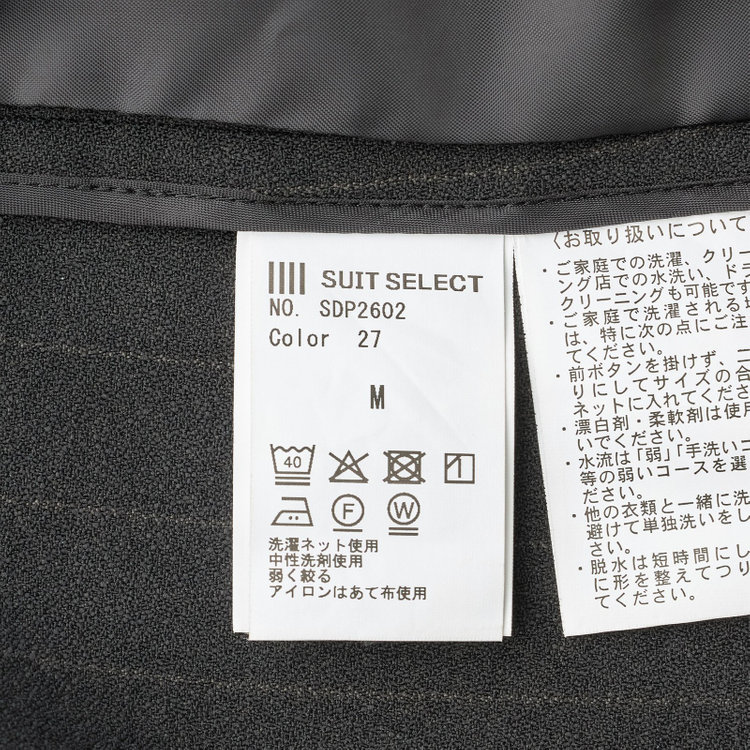 SUIT SELECT
NO. SDP2602
Color 27
M
40
F
W
洗濯ネット使用
中性洗剤使用
弱く絞る
アイロンはあて布使用
〈お取り扱いについて
・ご家庭での洗濯、クリー
ング店での水洗い、ドラ
クリーニングも可能です
・ご家庭で洗濯される場
は、特に次の点にご注
てください。
・前ボタンを掛けず、二
りにしてサイズの合
ネットに入れてくださ
・漂白剤・柔軟剤は使用
いでください。
・水流は「弱」「手洗いコ
等の弱いコースを選
ださい。
・他の衣類と一緒に洗
避けて単独洗いをし
さい。
・脱水は短時間にし
に形を整えてつり
てください。